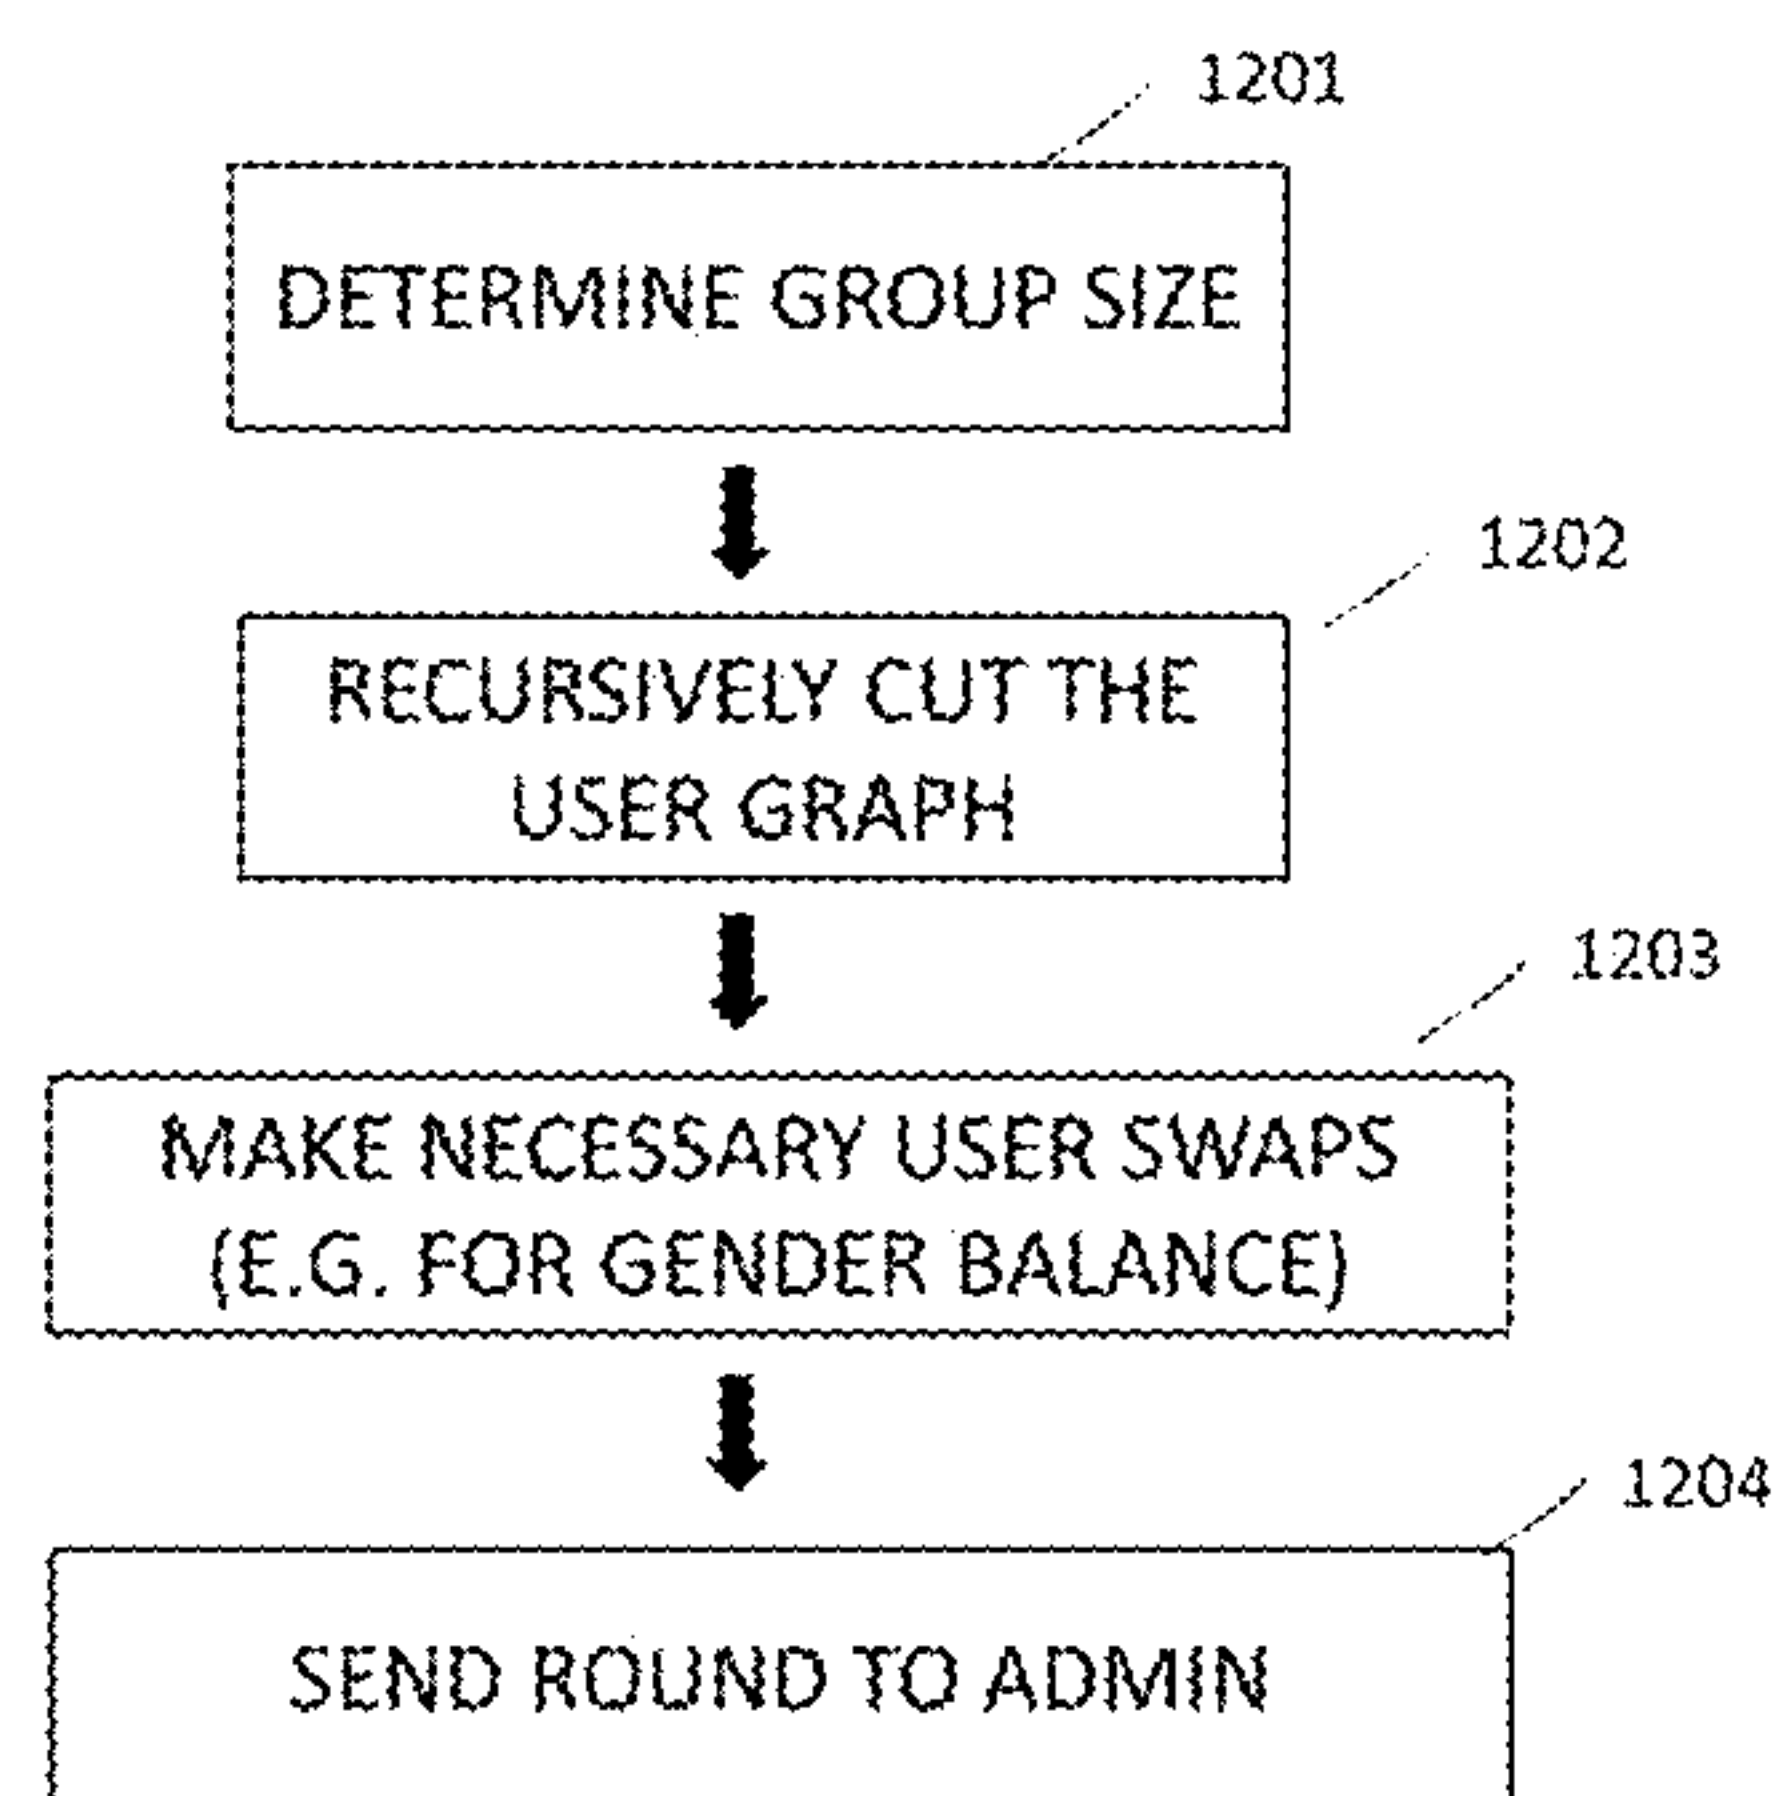 1201
DETERMINE GROUP SIZE
1202
RECURSIVELY CUT THE
USER GRAPH
1203
MAKE NECESSARY USER SWAPS
(E.G. FOR GENDER BALANCE)
1204
SEND ROUND TO ADMIN